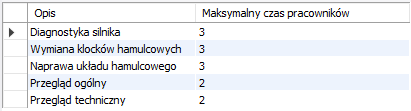 Opis Maksymalny czas pracowników
Diagnostyka silnika 3
Wymiana klocków hamulcowych 3
Naprawa układu hamulcowego 3
Przegląd ogólny 2
Przegląd techniczny 2